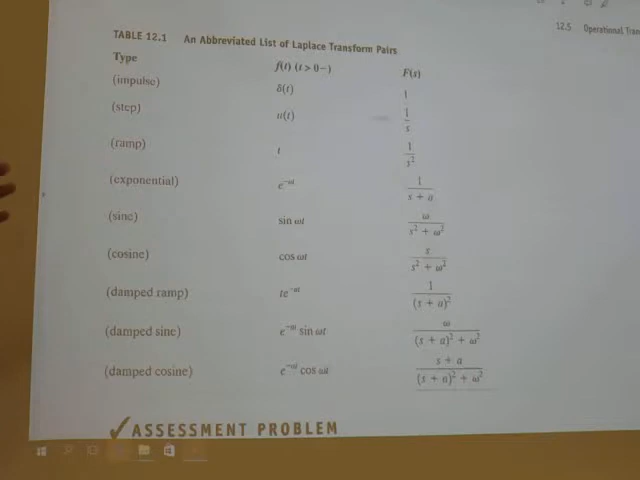 12.5 Operational Tran
TABLE 12.1 An Abbreviated List of Laplace Transform Pairs
Type f(t) (t > 0−) F(s)
(impulse) δ(t) 1
(step) u(t) 1/s
(ramp) t 1/s²
(exponential) e⁻ᵃᵗ 1/(s + a)
(sine) sin ωt ω/(s² + ω²)
(cosine) cos ωt s/(s² + ω²)
(damped ramp) te⁻ᵃᵗ 1/(s + a)²
(damped sine) e⁻ᵃᵗ sin ωt ω/((s + a)² + ω²)
(damped cosine) e⁻ᵃᵗ cos ωt (s + a)/((s + a)² + ω²)
✓ASSESSMENT PROBLEM